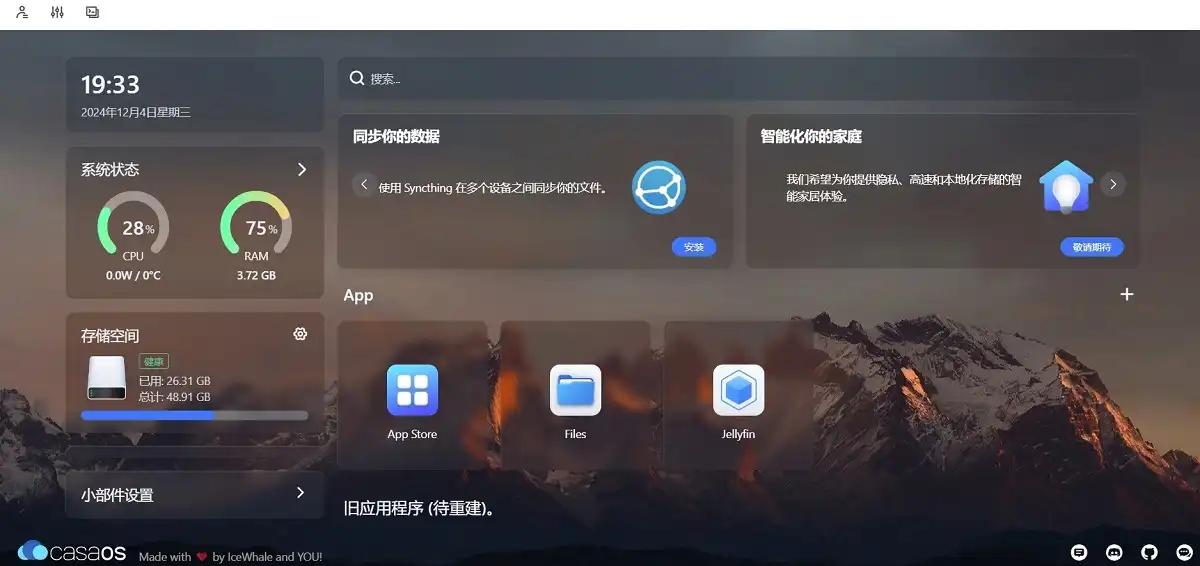 19:33
2024年12月4日星期三
搜索...
系统状态
28%
CPU
0.0W / 0°C
75%
RAM
3.72 GB
存储空间
健康
已用: 26.31 GB
总计: 48.91 GB
小部件设置
同步你的数据
使用 Syncthing 在多个设备之间同步你的文件。
安装
智能化你的家庭
我们希望为你提供隐私、高速和本地化存储的智
能家居体验。
敬请期待
App
App Store
Files
Jellyfin
旧应用程序 (待重建)。
casaOS
Made with ❤ by IceWhale and YOU!